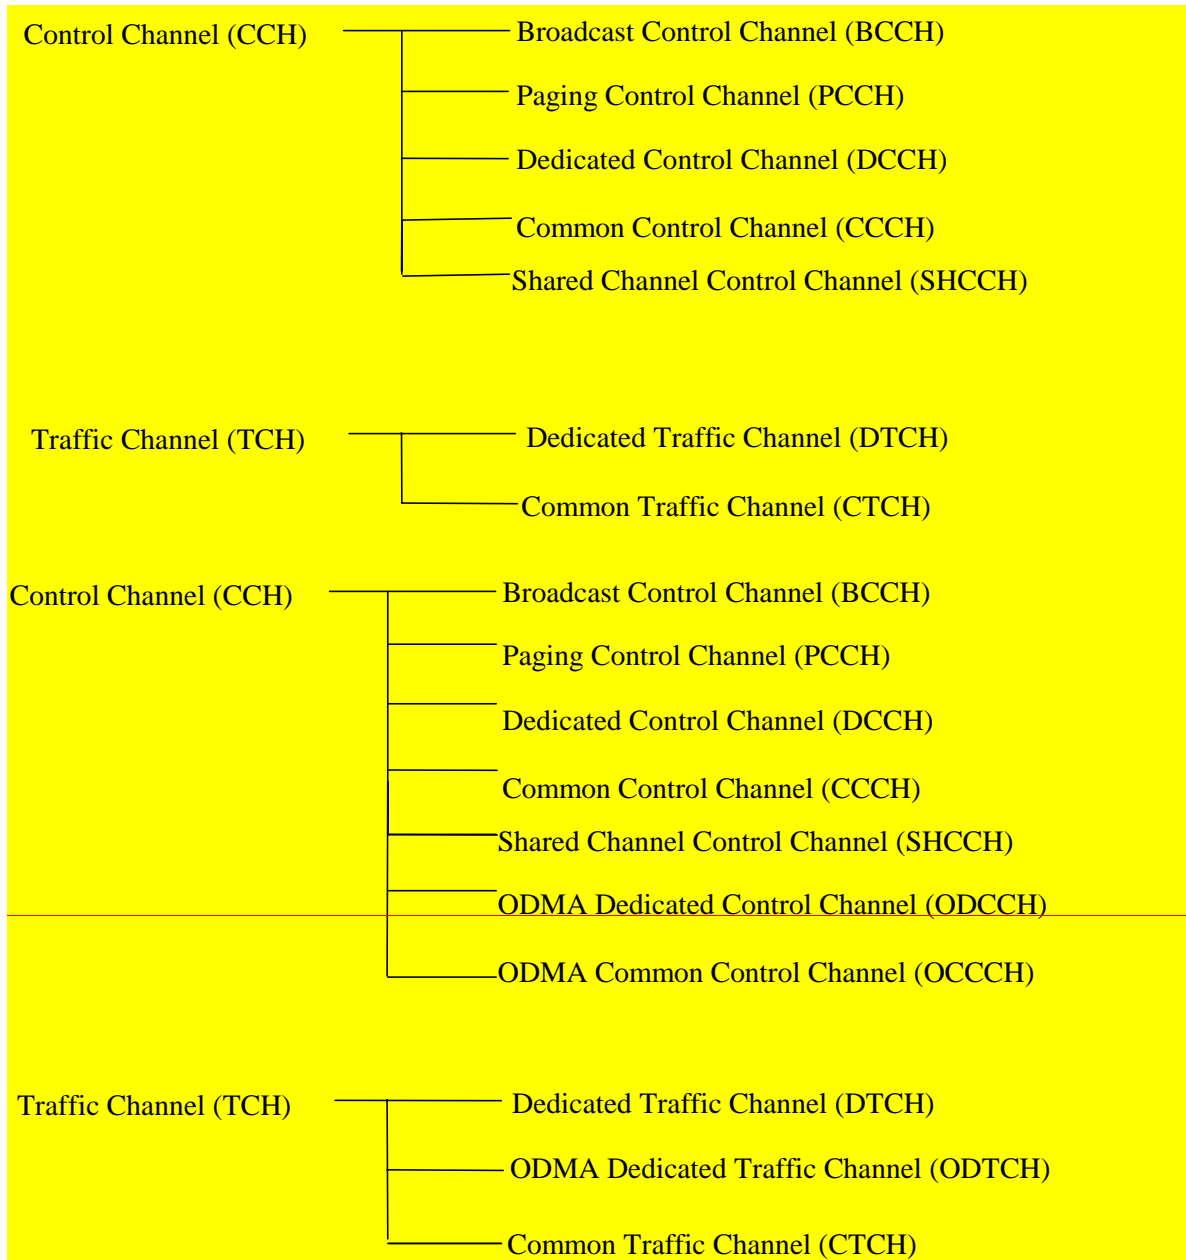 Control Channel (CCH)
Broadcast Control Channel (BCCH)
Paging Control Channel (PCCH)
Dedicated Control Channel (DCCH)
Common Control Channel (CCCH)
Shared Channel Control Channel (SHCCH)
Traffic Channel (TCH)
Dedicated Traffic Channel (DTCH)
Common Traffic Channel (CTCH)
Control Channel (CCH)
Broadcast Control Channel (BCCH)
Paging Control Channel (PCCH)
Dedicated Control Channel (DCCH)
Common Control Channel (CCCH)
Shared Channel Control Channel (SHCCH)
ODMA Dedicated Control Channel (ODCCH)
ODMA Common Control Channel (OCCCH)
Traffic Channel (TCH)
Dedicated Traffic Channel (DTCH)
ODMA Dedicated Traffic Channel (ODTCH)
Common Traffic Channel (CTCH)